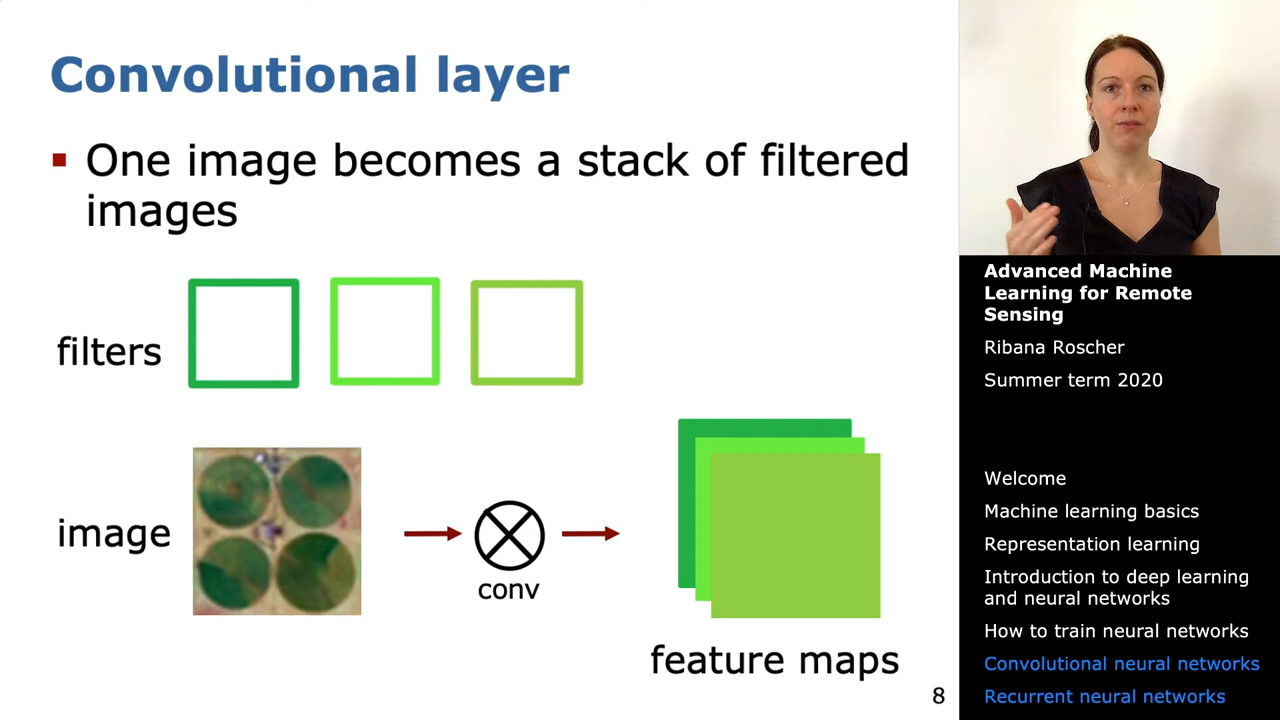 Convolutional layer
One image becomes a stack of filtered
images
filters
image
conv
feature maps
8
Advanced Machine
Learning for Remote
Sensing
Ribana Roscher
Summer term 2020
Welcome
Machine learning basics
Representation learning
Introduction to deep learning
and neural networks
How to train neural networks
Convolutional neural networks
Recurrent neural networks